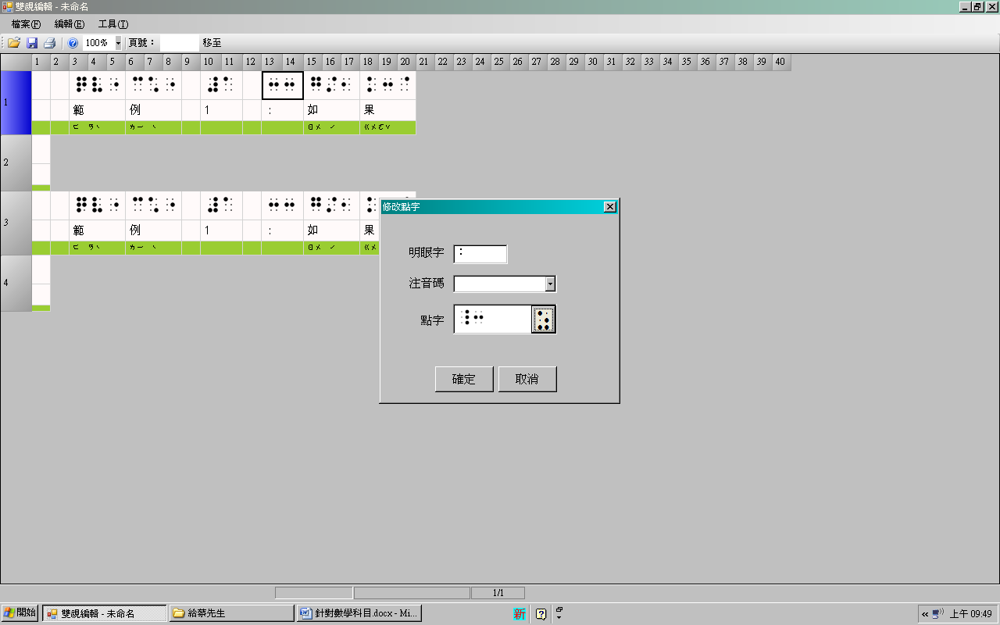 雙視編輯 - 未命名
檔案(F) 編輯(E) 工具(T)
100% 頁號： 移至
1 2 3 4 5 6 7 8 9 10 11 12 13 14 15 16 17 18 19 20 21 22 23 24 25 26 27 28 29 30 31 32 33 34 35 36 37 38 39 40
1
⠟⠇⠐ ⠉⠡⠐ ⠼⠁ ⠒⠒
範 例 1 : 如 果
ㄈ ㄢˋ ㄌㄧ ˋ ㄖㄨ ˊ ㄍㄨㄛˇ
2
3
範 例 1 : 如 果
ㄈ ㄢˋ ㄌㄧ ˋ ㄖㄨ ˊ ㄍㄨ
4
修改點字
明眼字 :
注音碼
點字
確定 取消
1/1
開始 雙視編輯 - 未命名 給蔡先生 針對數學科目.docx - Mi... 新 « 上午 09:49